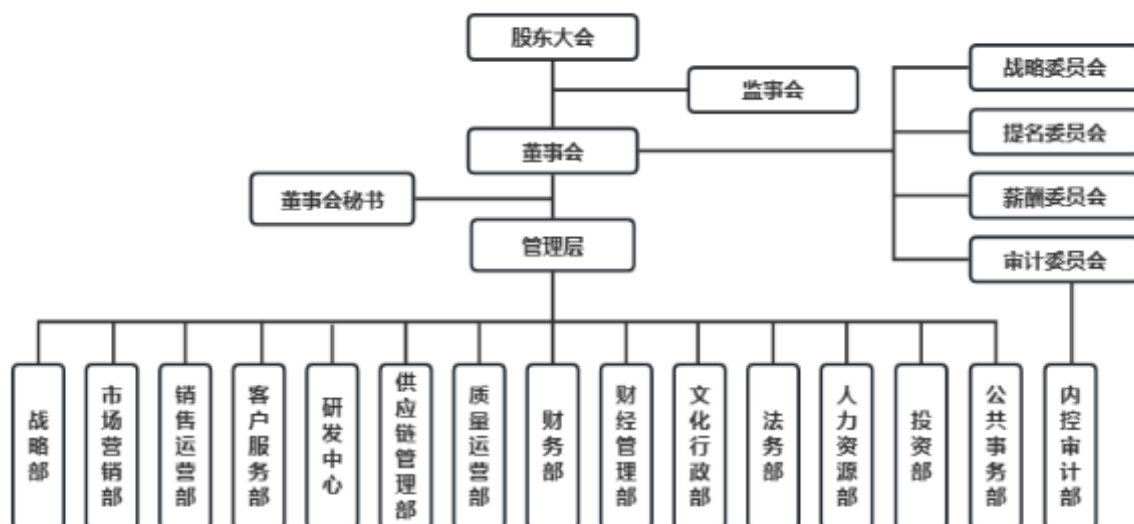 股东大会
战略委员会
监事会
提名委员会
董事会
董事会秘书
薪酬委员会
管理层
审计委员会
战略部
市场营销部
销售运营部
客户服务部
研发中心
供应链管理部
质量运营部
财务部
财经管理部
文化行政部
法务部
人力资源部
投资部
公共事务部
内控审计部